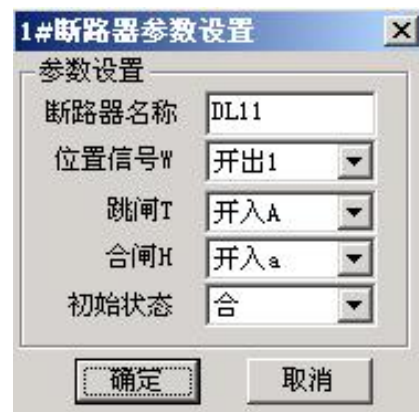 1#断路器参数设置
参数设置
断路器名称 DL11
位置信号W 开出1
跳闸T 开入A
合闸H 开入a
初始状态 合
确定 取消